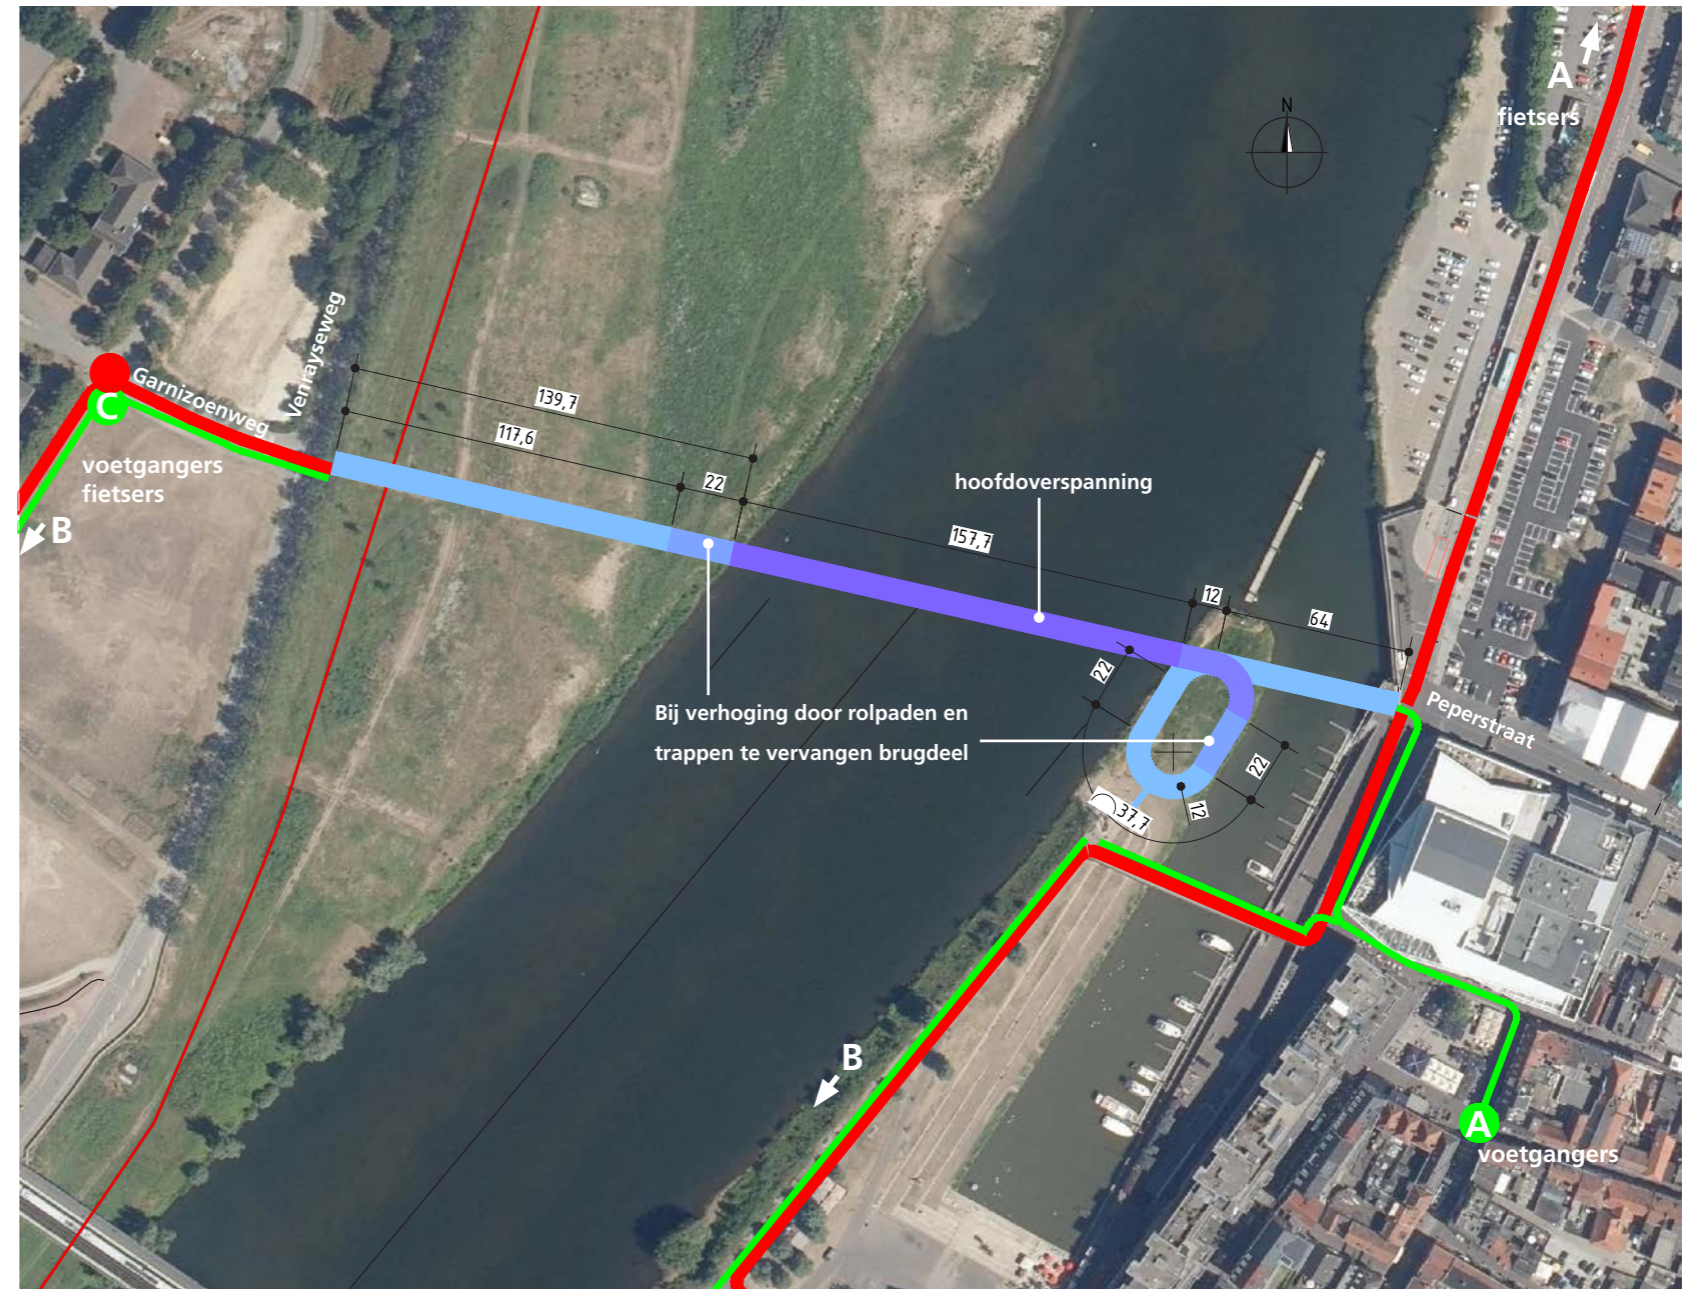 A
fietsers
N
Venrayseweg
Garnizoenweg
C
voetgangers
fietsers
B
139,7
117,6
22
hoofdoverspanning
157,7
12
64
22
Bij verhoging door rolpaden en
trappen te vervangen brugdeel
Peperstraat
22
37,7
12
B
A
voetgangers